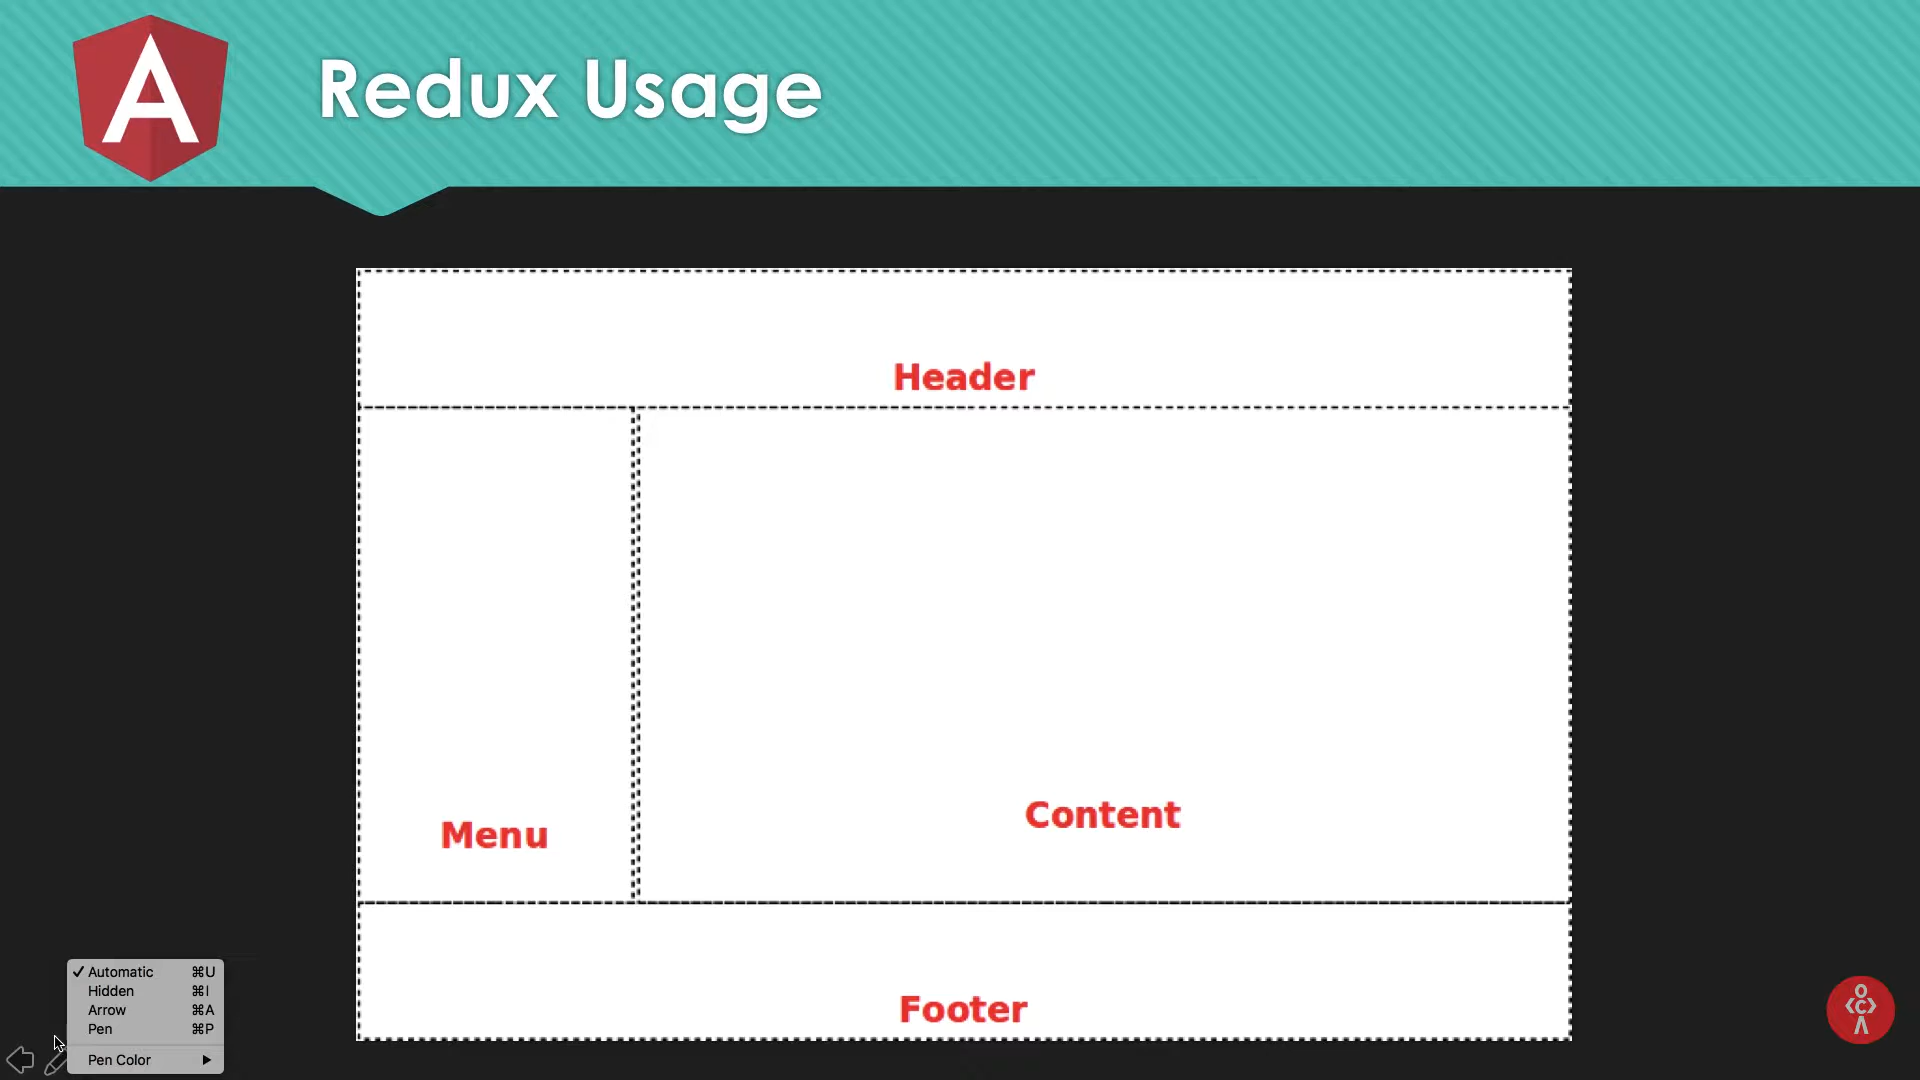 A
Redux Usage
Header
Menu
Content
Footer
✓ Automatic ⌘U
Hidden ⌘I
Arrow ⌘A
Pen ⌘P
Pen Color ▶
O
<C>
A